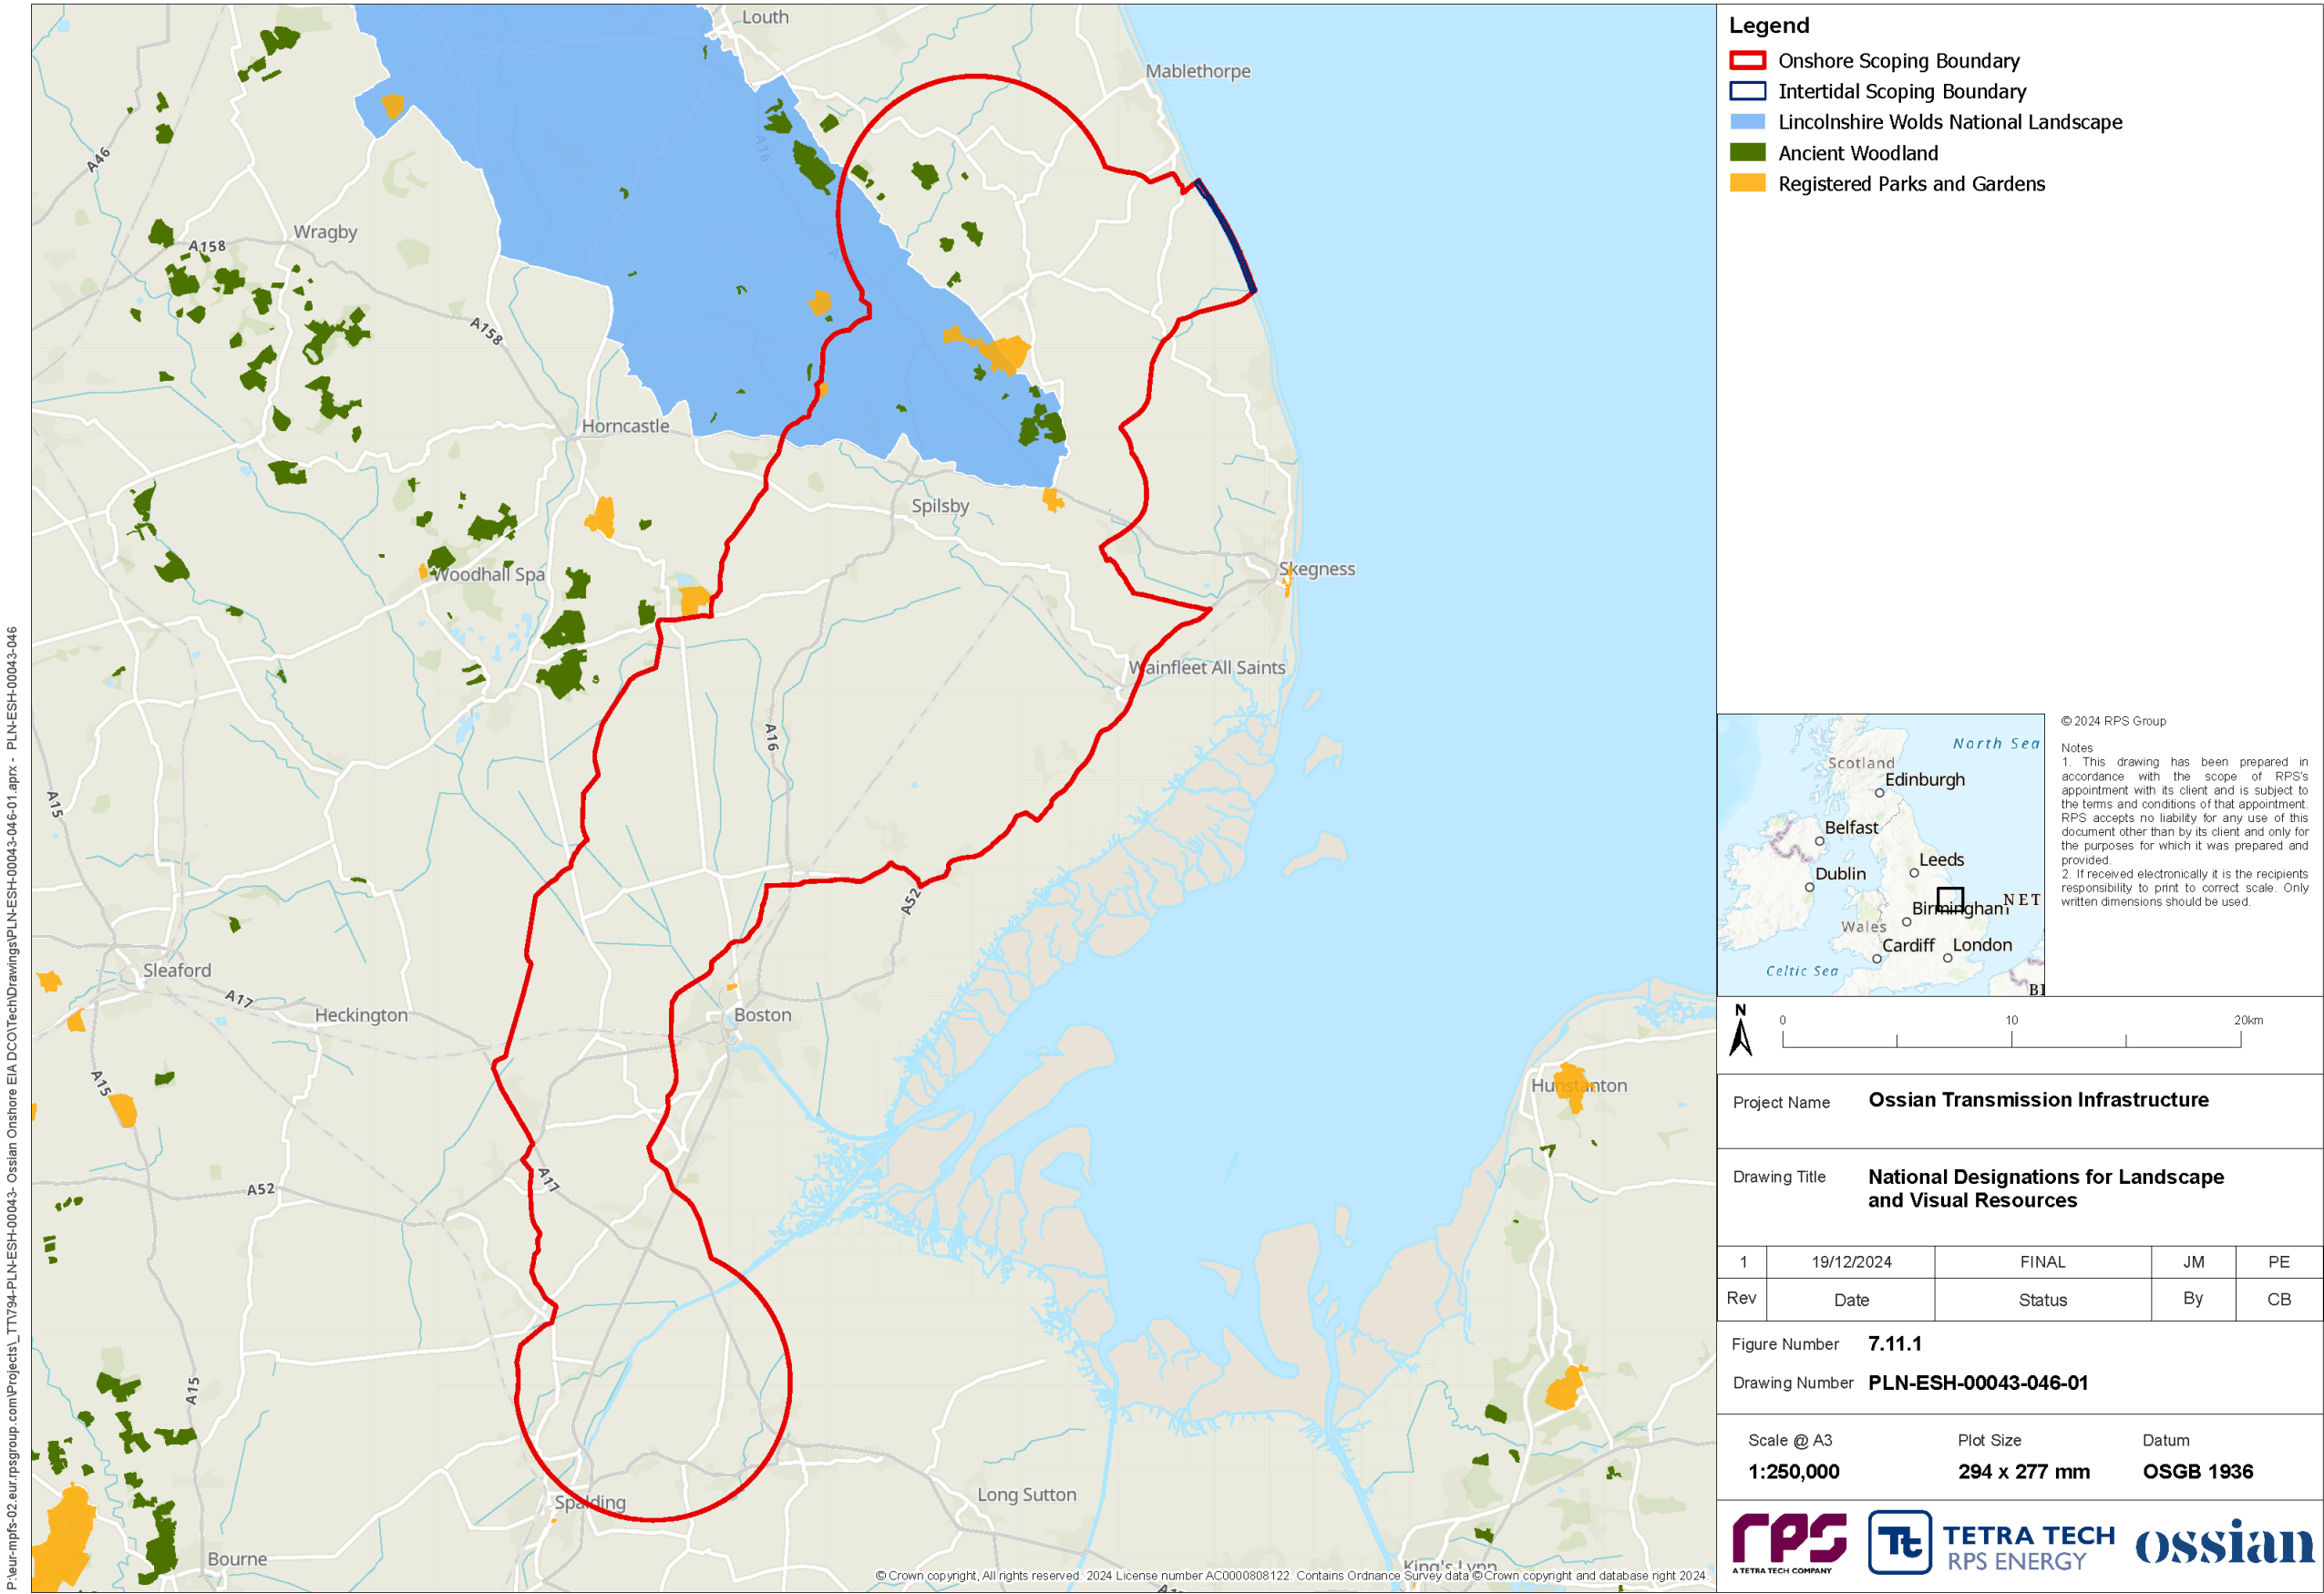 Louth
Mablethorpe
A46
A16
Wragby
A158
A158
Horncastle
Spilsby
Skegness
Woodhall Spa
Wainfleet All Saints
A16
A15
A52
Sleaford
A17
Heckington
Boston
A15
Hunstanton
A17
A52
A15
Spalding
Long Sutton
Bourne
King's Lynn
© Crown copyright, All rights reserved. 2024 License number AC0000808122. Contains Ordnance Survey data © Crown copyright and database right 2024.
P:\eur-mpfs-02.eur.rpsgroup.com\Projects\_TT\794-PLN-ESH-00043- Ossian Onshore EIA DCO\Tech\Drawings\PLN-ESH-00043-046-01.aprx - PLN-ESH-00043-046
Legend
Onshore Scoping Boundary
Intertidal Scoping Boundary
Lincolnshire Wolds National Landscape
Ancient Woodland
Registered Parks and Gardens
North Sea
Scotland
Edinburgh
Belfast
Leeds
Dublin
Birmingham
NET
Wales
Cardiff
London
Celtic Sea
BI
© 2024 RPS Group
Notes
1. This drawing has been prepared in
accordance with the scope of RPS's
appointment with its client and is subject to
the terms and conditions of that appointment.
RPS accepts no liability for any use of this
document other than by its client and only for
the purposes for which it was prepared and
provided.
2. If received electronically it is the recipients
responsibility to print to correct scale. Only
written dimensions should be used.
N
0 10 20km
Project Name Ossian Transmission Infrastructure
Drawing Title National Designations for Landscape
and Visual Resources
1 19/12/2024 FINAL JM PE
Rev Date Status By CB
Figure Number 7.11.1
Drawing Number PLN-ESH-00043-046-01
Scale @ A3 Plot Size Datum
1:250,000 294 x 277 mm OSGB 1936
rps
A TETRA TECH COMPANY
Tt
TETRA TECH
RPS ENERGY
ossian